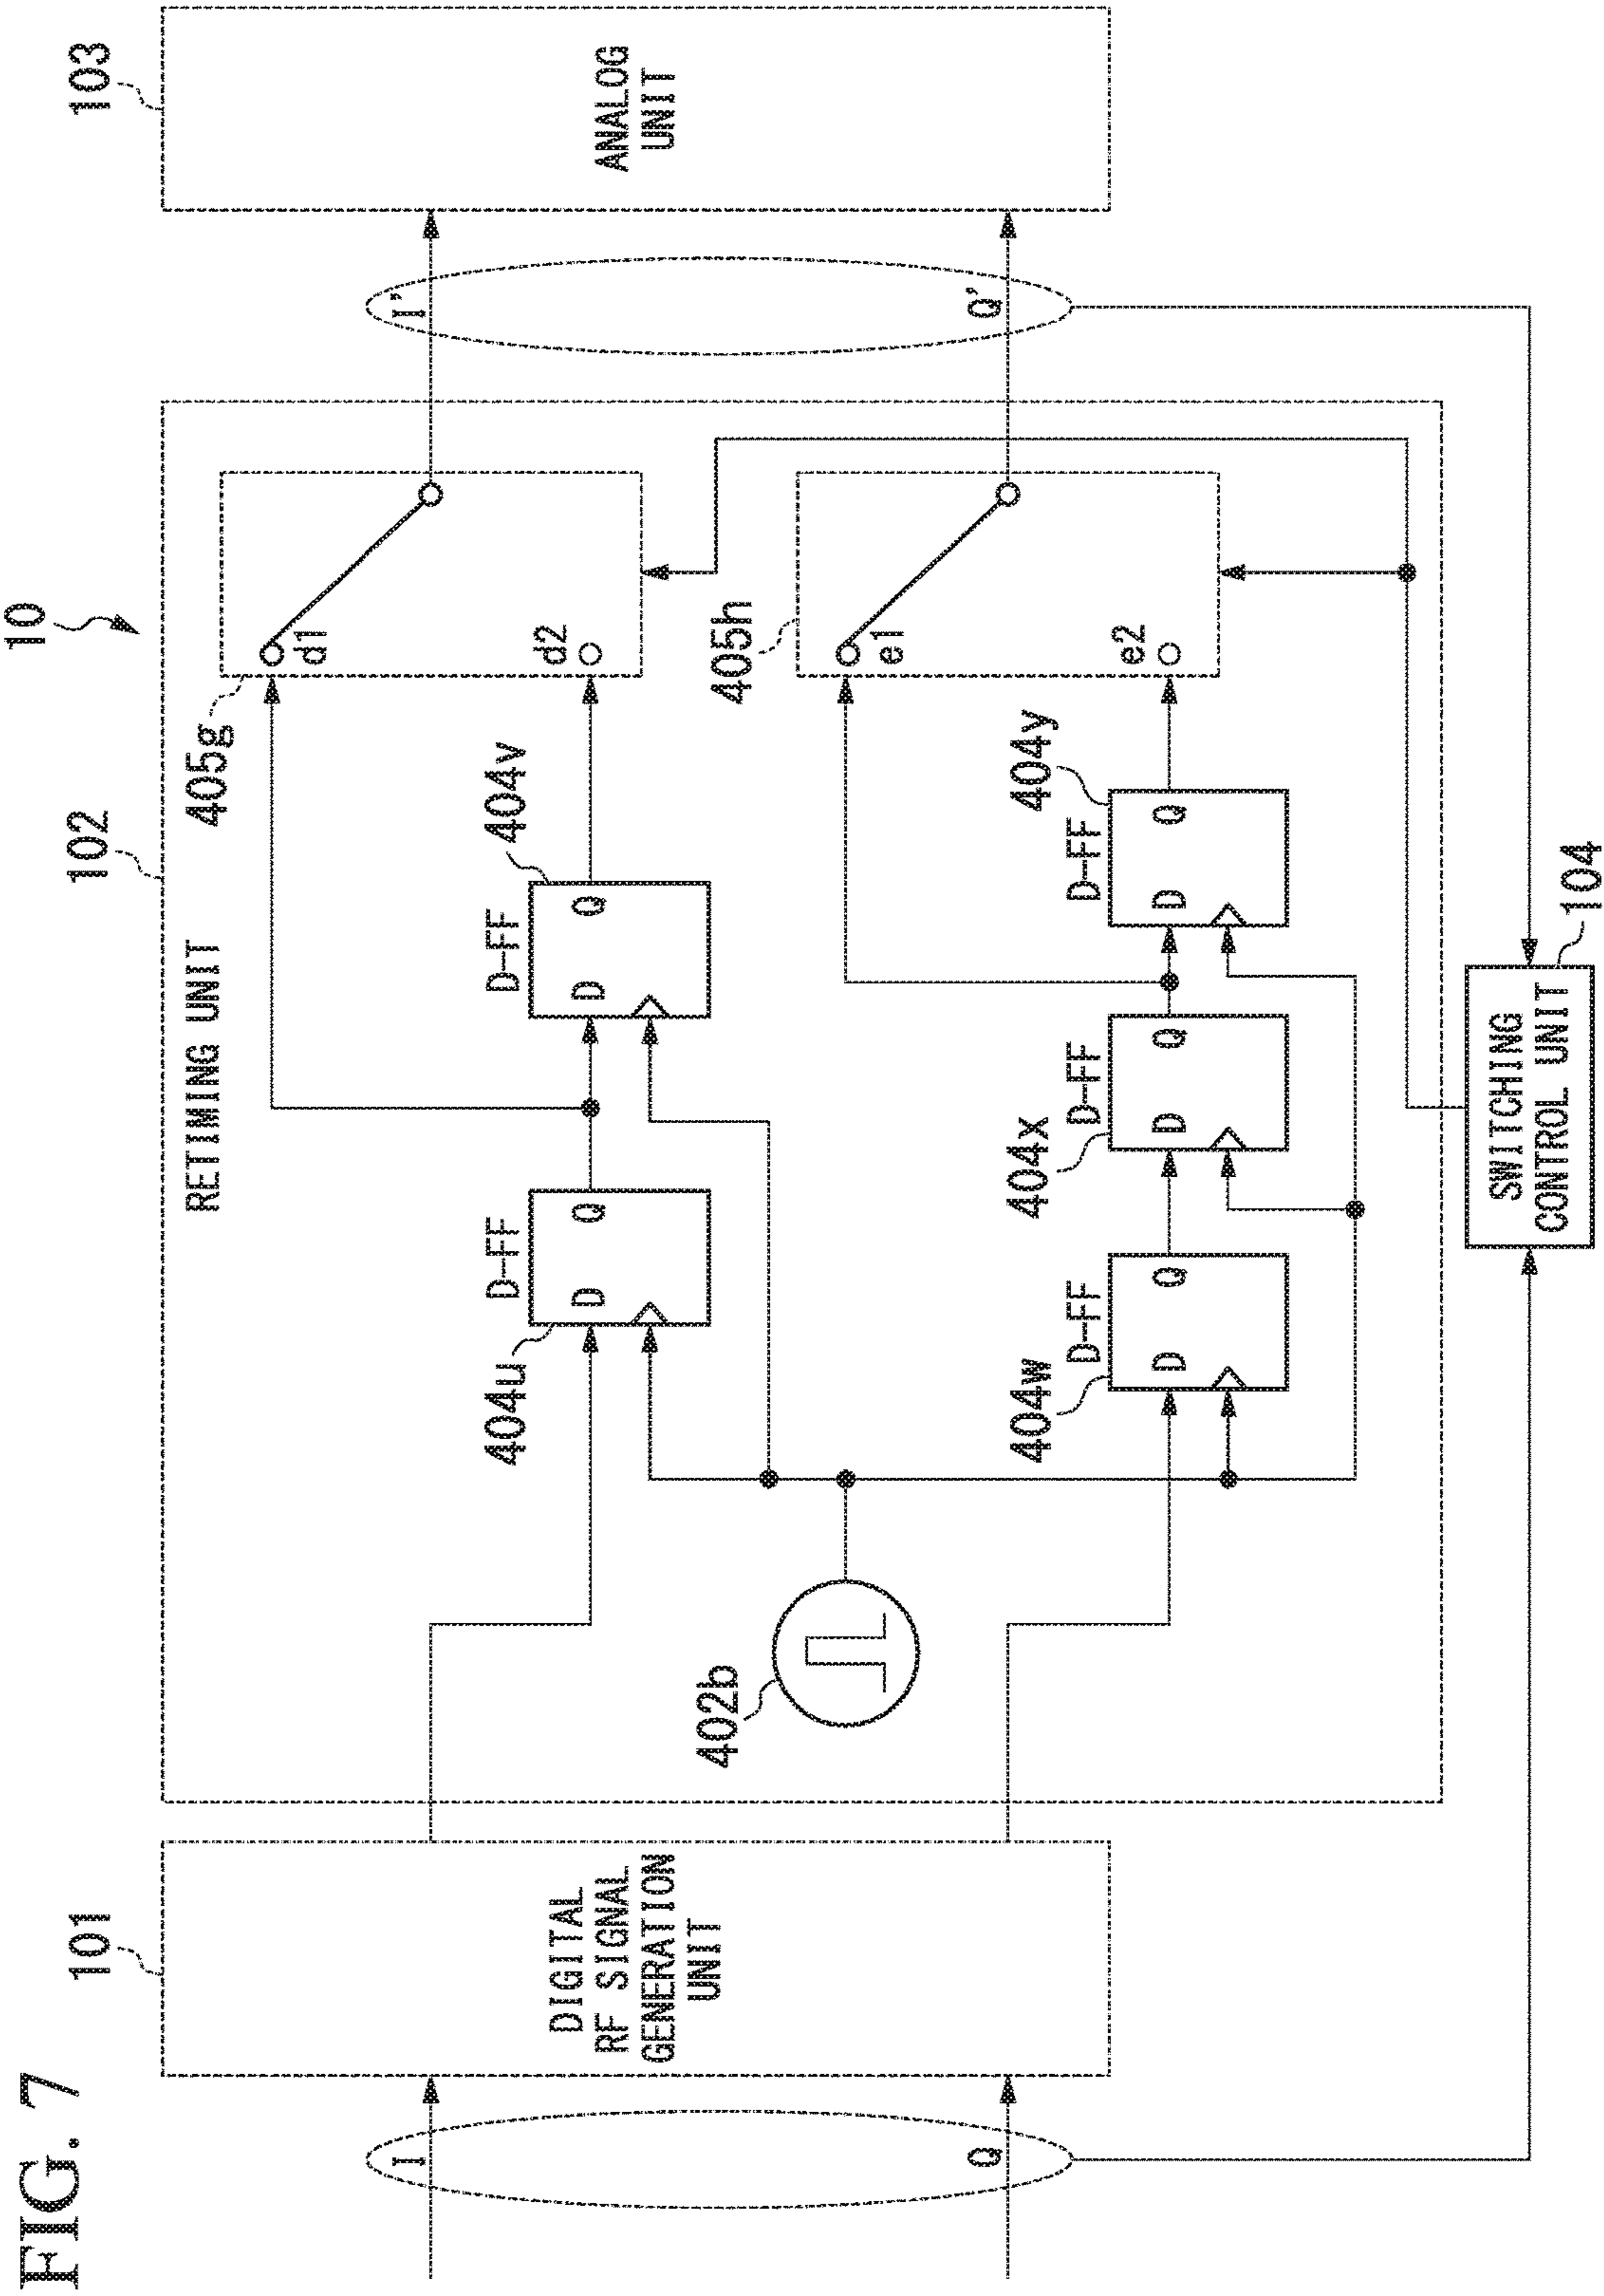 FIG. 7
10
101
102
103
DIGITAL
RF SIGNAL
GENERATION
UNIT
RETIMING UNIT
ANALOG
UNIT
I
Q
I'
Q'
402b
404u
D-FF
D
Q
404v
D-FF
D
Q
405g
d1
d2
404w
D-FF
D
Q
404x
D-FF
D
Q
404y
D-FF
D
Q
405h
e1
e2
SWITCHING
CONTROL UNIT
104